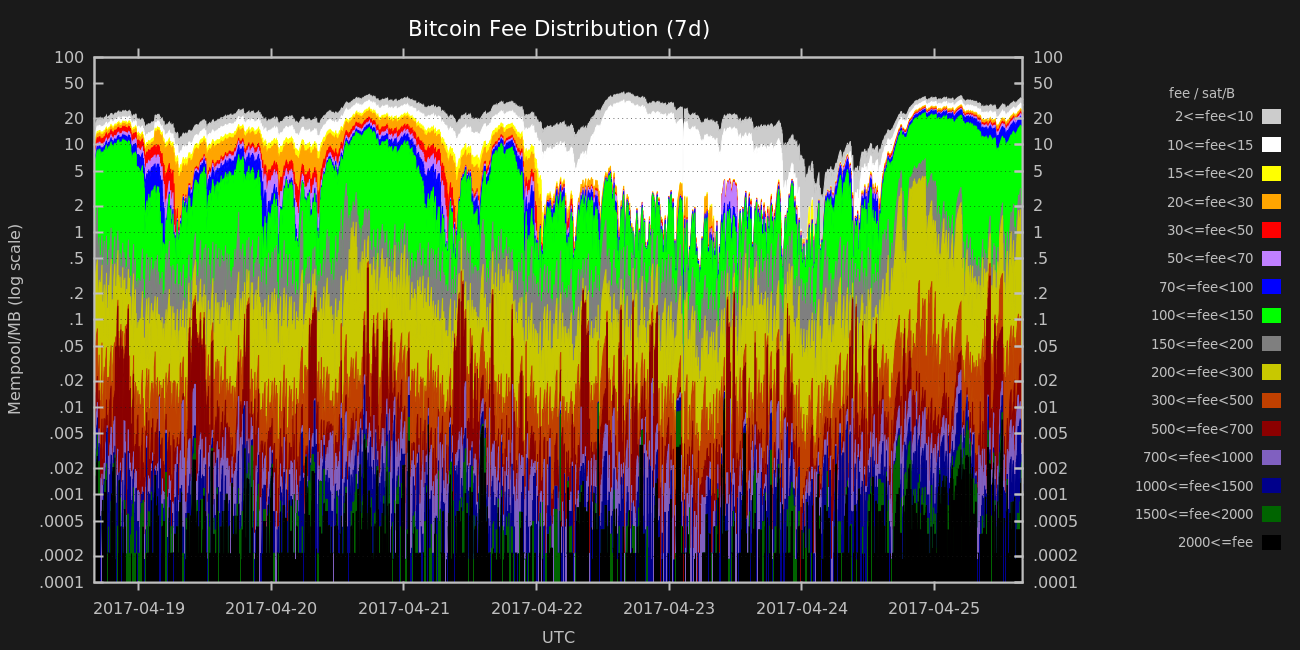 Bitcoin Fee Distribution (7d)
Mempool/MB (log scale)
100
50
20
10
5
2
1
.5
.2
.1
.05
.02
.01
.005
.002
.001
.0005
.0002
.0001
100
50
20
10
5
2
1
.5
.2
.1
.05
.02
.01
.005
.002
.001
.0005
.0002
.0001
2017-04-19 2017-04-20 2017-04-21 2017-04-22 2017-04-23 2017-04-24 2017-04-25
UTC
fee / sat/B
2<=fee<10
10<=fee<15
15<=fee<20
20<=fee<30
30<=fee<50
50<=fee<70
70<=fee<100
100<=fee<150
150<=fee<200
200<=fee<300
300<=fee<500
500<=fee<700
700<=fee<1000
1000<=fee<1500
1500<=fee<2000
2000<=fee